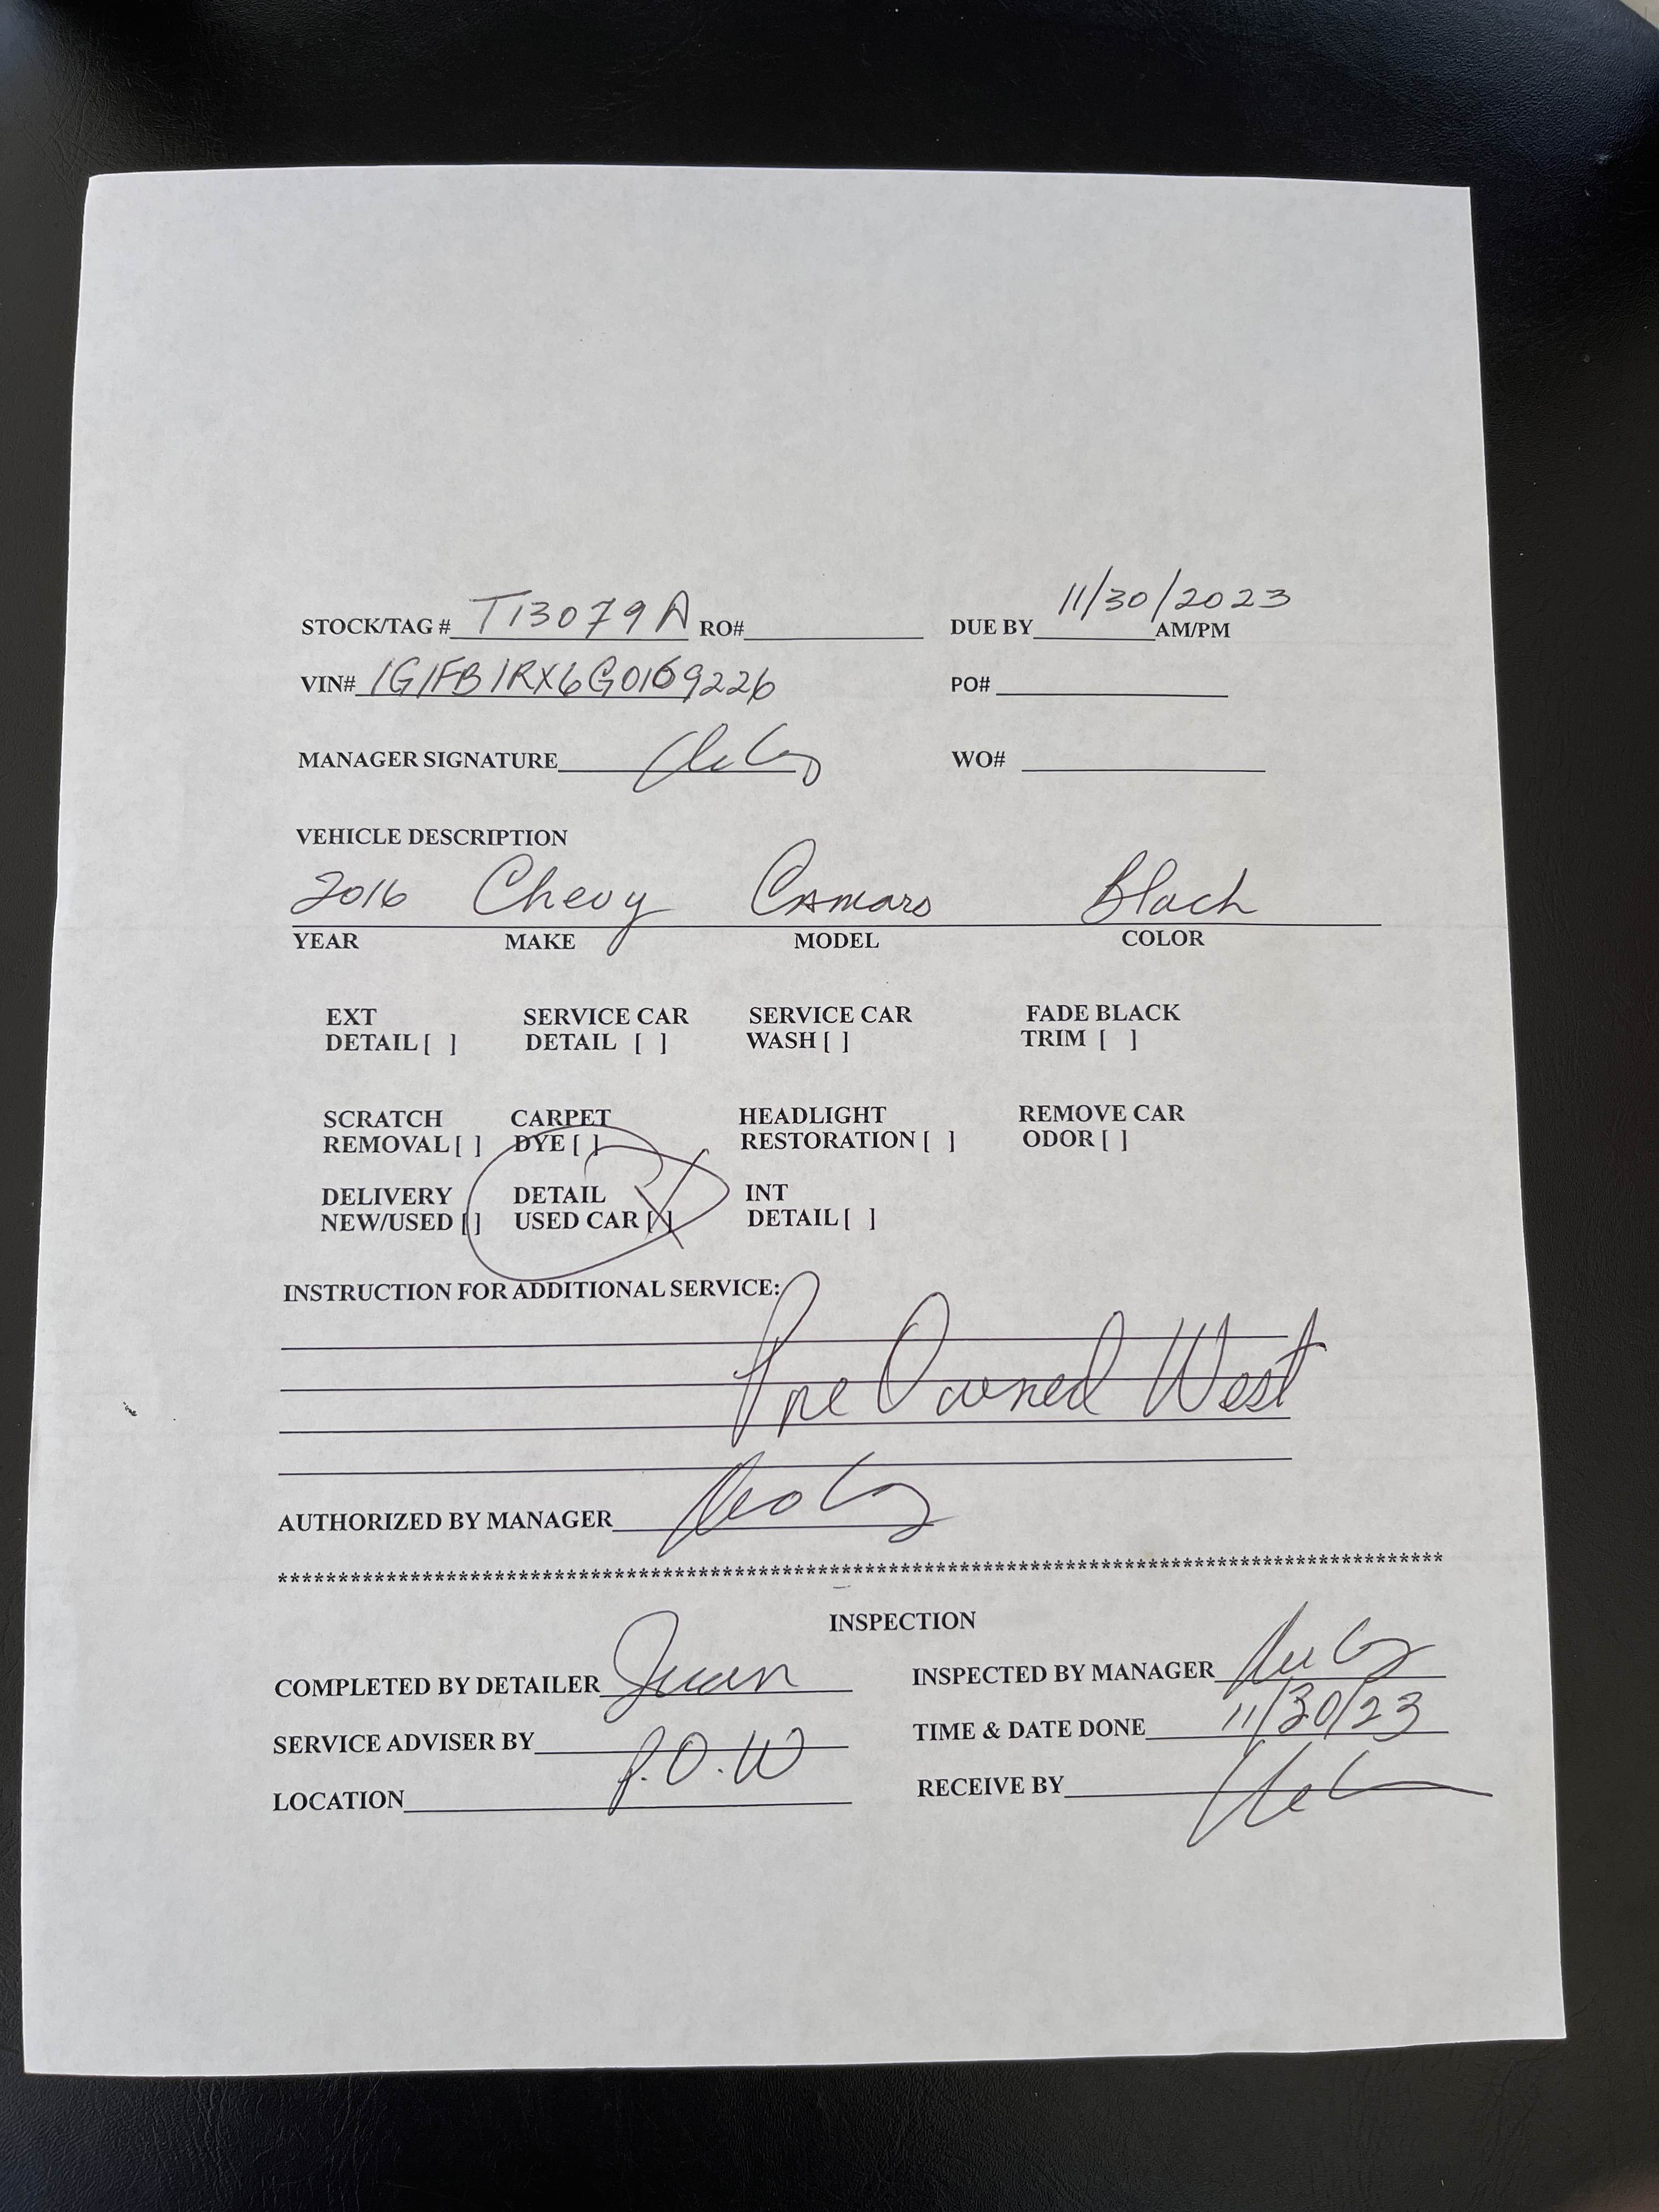 STOCK/TAG # T13079A RO# DUE BY 11/30/2023 AM/PM
VIN# 1G1FB1RX6G0169226 PO#
MANAGER SIGNATURE WO#
VEHICLE DESCRIPTION
2016 Chevy Camaro Black
YEAR MAKE MODEL COLOR
EXT SERVICE CAR SERVICE CAR FADE BLACK
DETAIL [ ] DETAIL [ ] WASH [ ] TRIM [ ]
SCRATCH CARPET HEADLIGHT REMOVE CAR
REMOVAL [ ] DYE [ ] RESTORATION [ ] ODOR [ ]
DELIVERY DETAIL INT
NEW/USED [ ] USED CAR [X] DETAIL [ ]
INSTRUCTION FOR ADDITIONAL SERVICE:
Pre Owned West
AUTHORIZED BY MANAGER
************************************************************************************************
INSPECTION
COMPLETED BY DETAILER Juan INSPECTED BY MANAGER
SERVICE ADVISER BY TIME & DATE DONE 11/30/23
LOCATION P.O.W RECEIVE BY